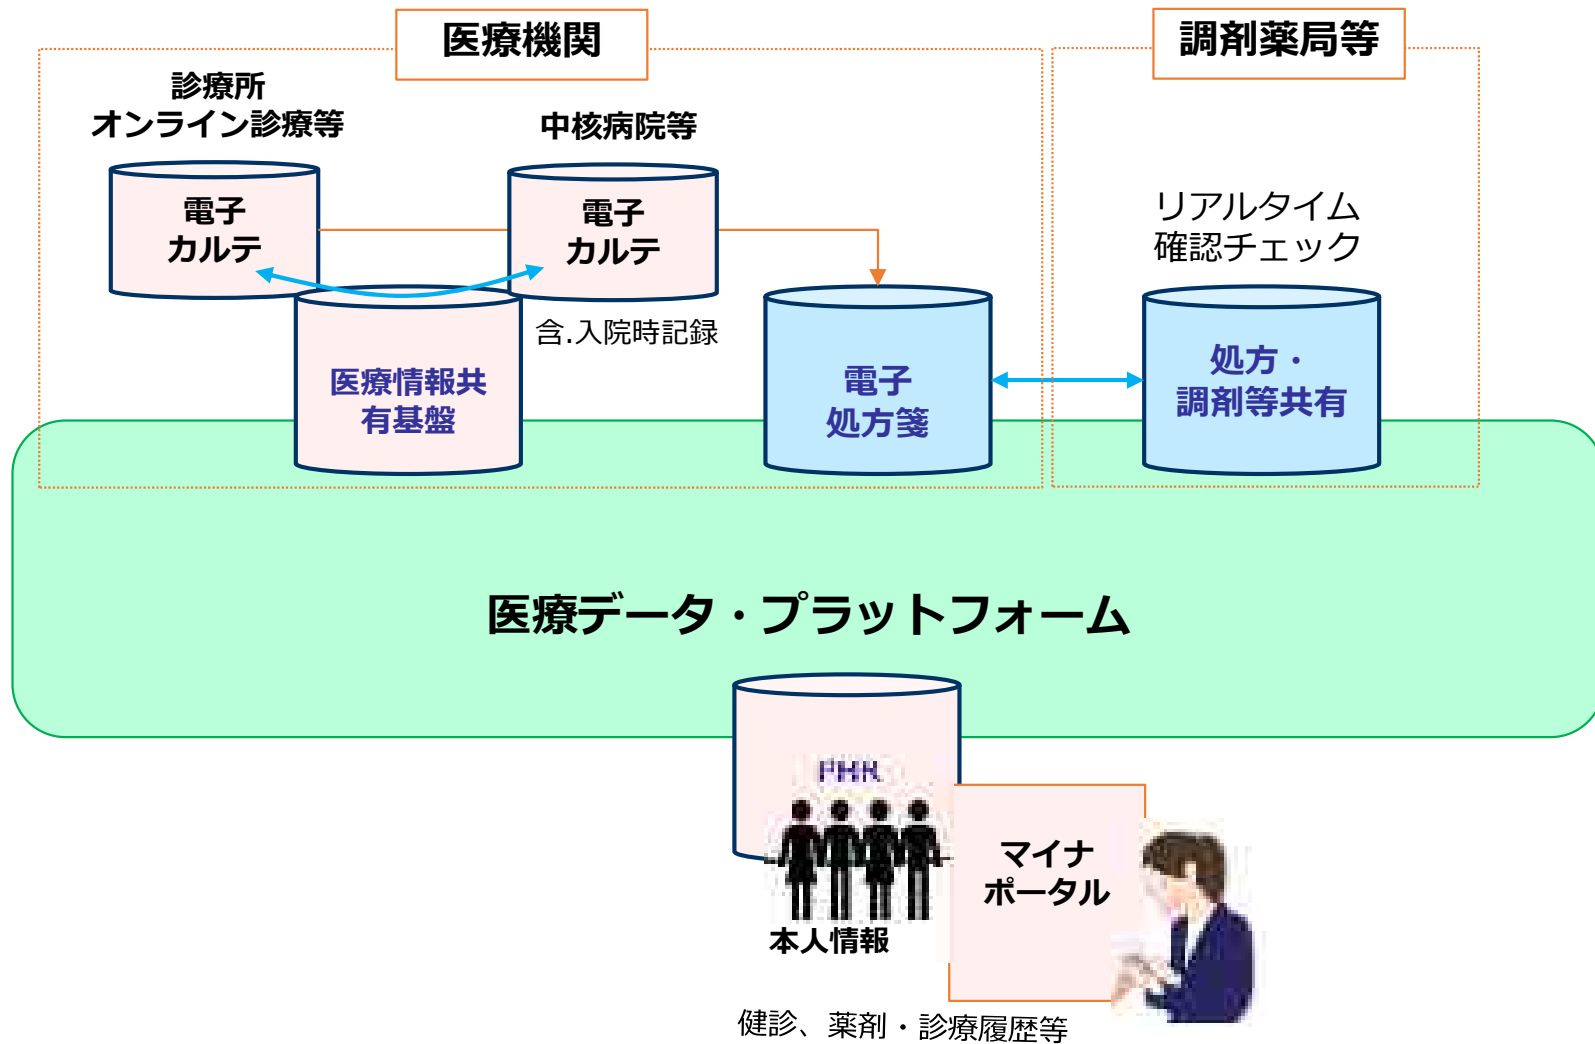 医療機関
調剤薬局等
診療所
オンライン診療等
中核病院等
電子
カルテ
電子
カルテ
リアルタイム
確認チェック
含.入院時記録
医療情報共
有基盤
電子
処方箋
処方・
調剤等共有
医療データ・プラットフォーム
PHR
マイナ
ポータル
本人情報
健診、薬剤・診療履歴等